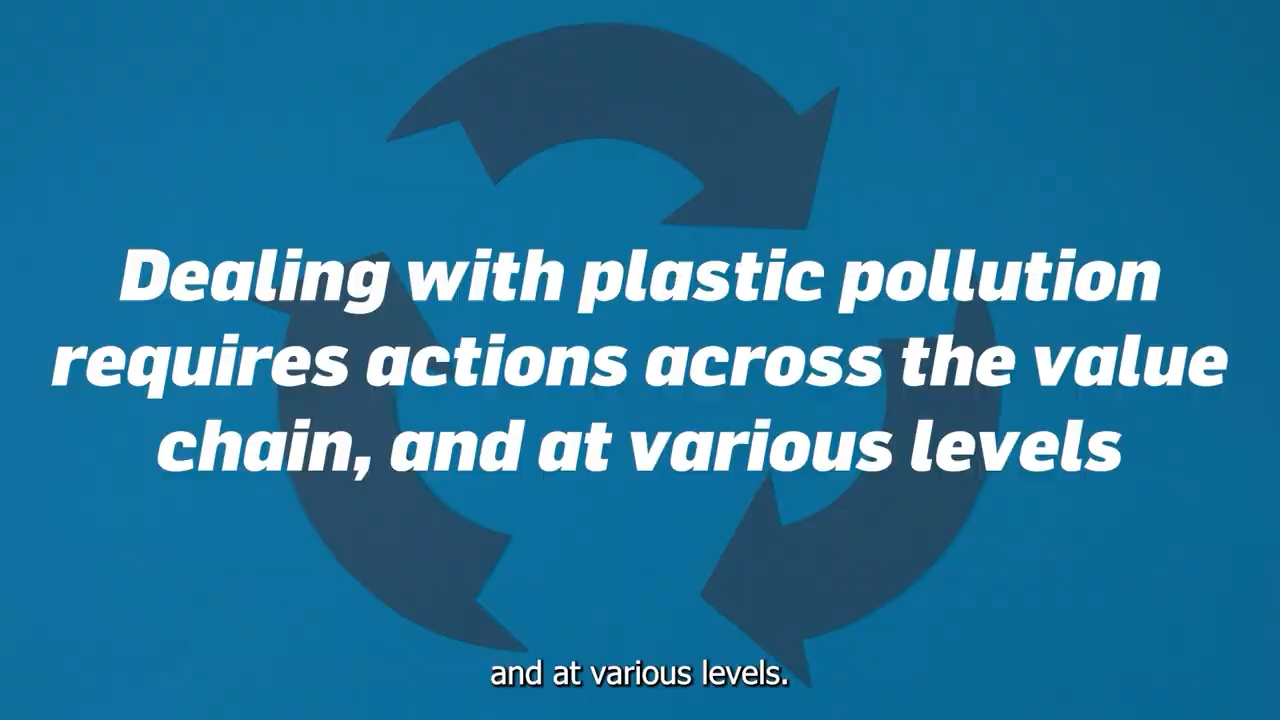 Dealing with plastic pollution
requires actions across the value
chain, and at various levels
and at various levels.